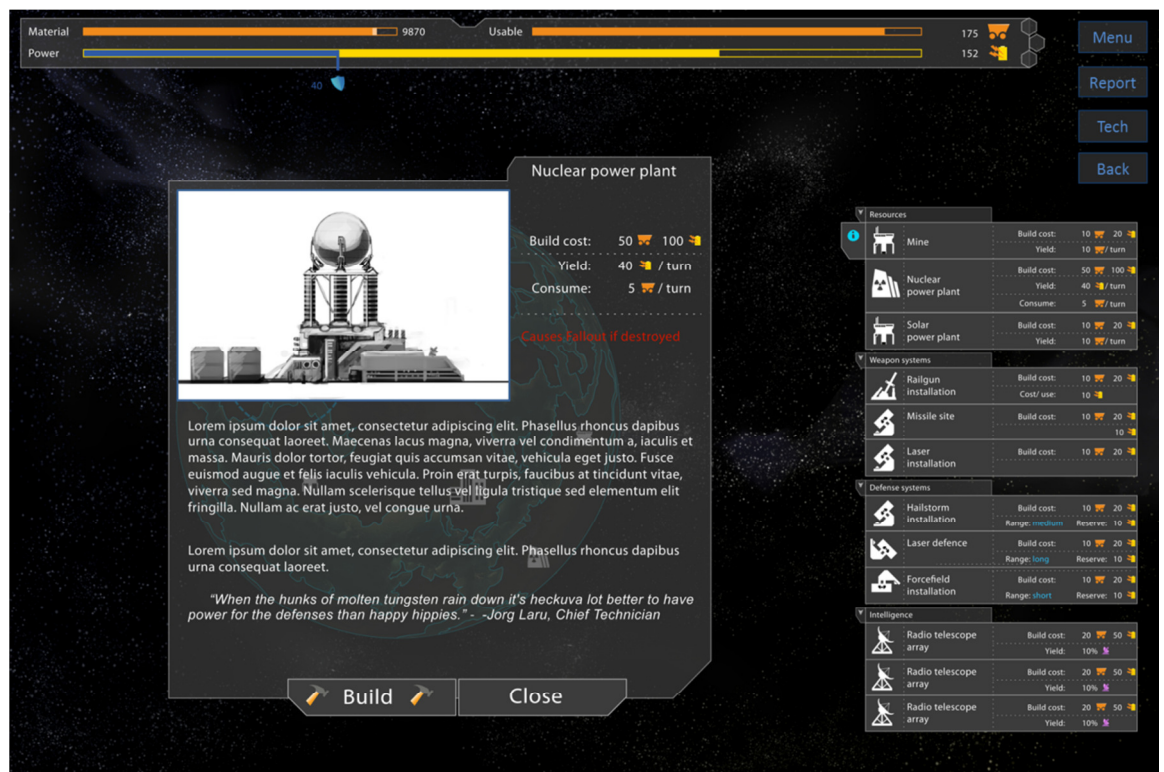 Material 9870 Usable 175
Power 152
40
Menu
Report
Tech
Back
Nuclear power plant
Build cost: 50 100
Yield: 40 / turn
Consume: 5 / turn
Causes Fallout if destroyed
Lorem ipsum dolor sit amet, consectetur adipiscing elit. Phasellus rhoncus dapibus
urna consequat laoreet. Maecenas lacus magna, viverra vel condimentum a, iaculis et
massa. Mauris dolor tortor, feugiat quis accumsan vitae, vehicula eget justo. Fusce
euismod augue et felis iaculis vehicula. Proin erat turpis, faucibus at tincidunt vitae,
viverra sed magna. Nullam scelerisque tellus vel ligula tristique sed elementum elit
fringilla. Nullam ac erat justo, vel congue urna.
Lorem ipsum dolor sit amet, consectetur adipiscing elit. Phasellus rhoncus dapibus
urna consequat laoreet.
“When the hunks of molten tungsten rain down it's heckuva lot better to have
power for the defenses than happy hippies.” - -Jorg Laru, Chief Technician
Build
Close
Resources
Mine Build cost: 10 20
Yield: 10 / turn
Nuclear power plant Build cost: 50 100
Yield: 40 / turn
Consume: 5 / turn
Solar power plant Build cost: 10 20
Yield: 10 / turn
Weapon systems
Railgun installation Build cost: 10 20
Cost/ use: 10
Missile site Build cost: 10 20
10
Laser installation Build cost: 10 20
Defense systems
Hailstorm installation Build cost: 10 20
Range: medium Reserve: 10
Laser defence Build cost: 10 20
Range: long Reserve: 10
Forcefield installation Build cost: 10 20
Range: short Reserve: 10
Intelligence
Radio telescope array Build cost: 20 50
Yield: 10%
Radio telescope array Build cost: 20 50
Yield: 10%
Radio telescope array Build cost: 20 50
Yield: 10%